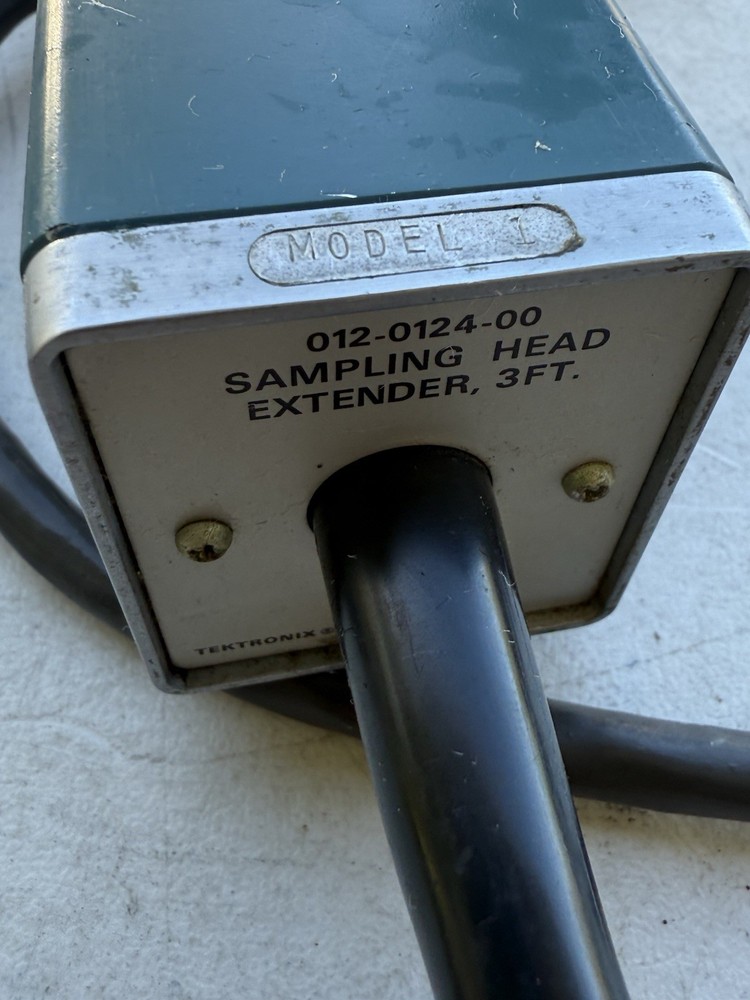 MODEL 1
012-0124-00
SAMPLING HEAD
EXTENDER, 3FT.
TEKTRONIX®